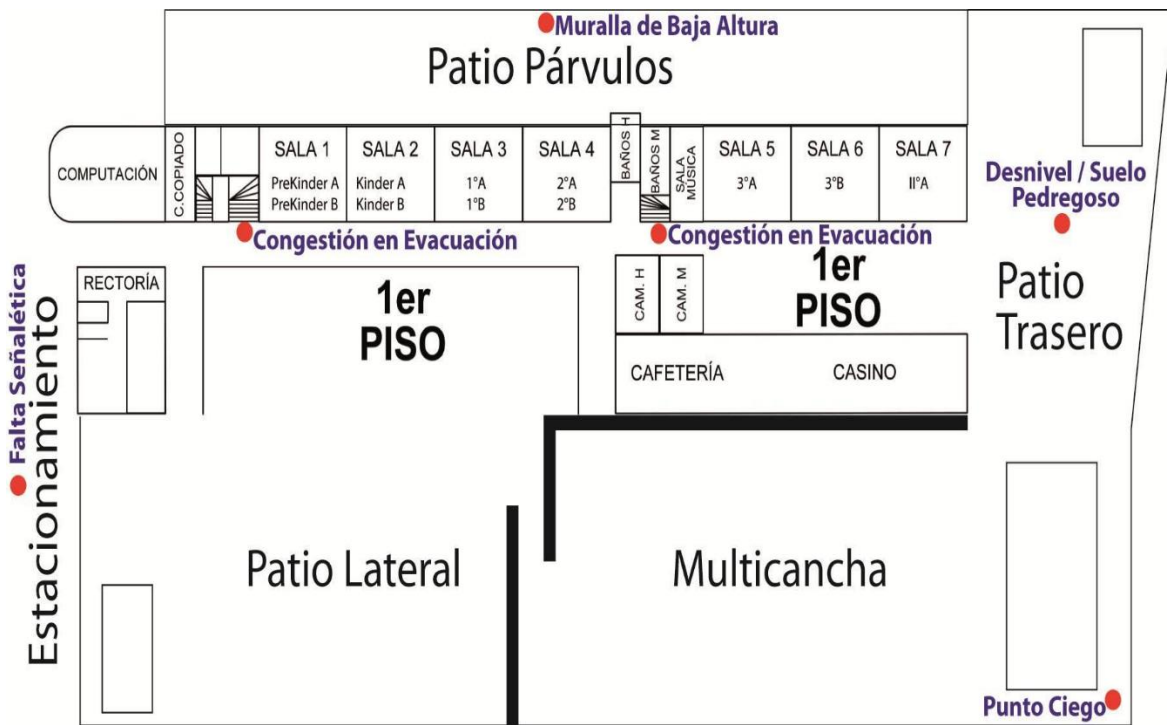 Muralla de Baja Altura
Patio Párvulos
COMPUTACIÓN
C.COPIADO
SALA 1
PreKinder A
PreKinder B
SALA 2
Kinder A
Kinder B
SALA 3
1°A
1°B
SALA 4
2°A
2°B
BAÑOS H
BAÑOS M
SALA
MÚSICA
SALA 5
3°A
SALA 6
3°B
SALA 7
II°A
Desnivel / Suelo
Pedregoso
Congestión en Evacuación
Congestión en Evacuación
RECTORÍA
1er
PISO
CAM. H
CAM. M
1er
PISO
Patio
Trasero
CAFETERÍA
CASINO
Falta Señalética
Estacionamiento
Patio Lateral
Multicancha
Punto Ciego